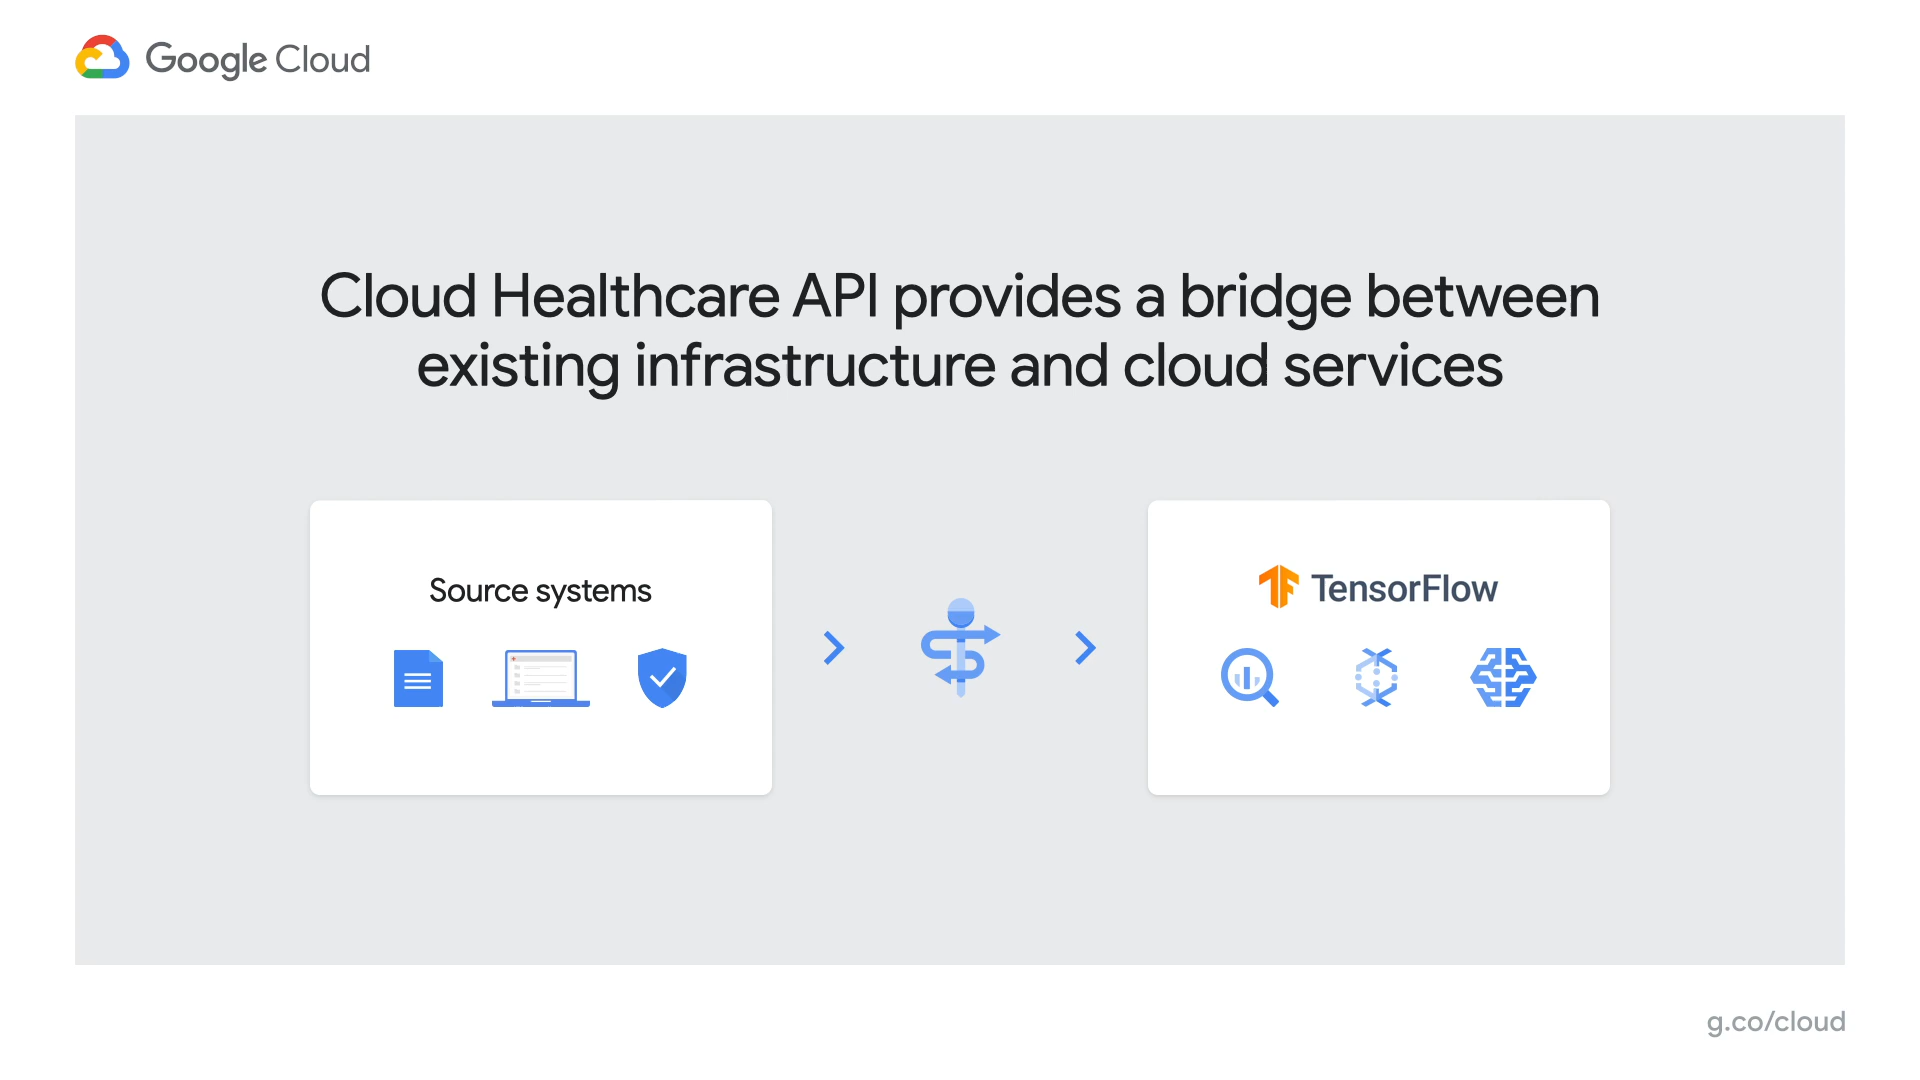 Google Cloud
Cloud Healthcare API provides a bridge between
existing infrastructure and cloud services
Source systems
TensorFlow
g.co/cloud